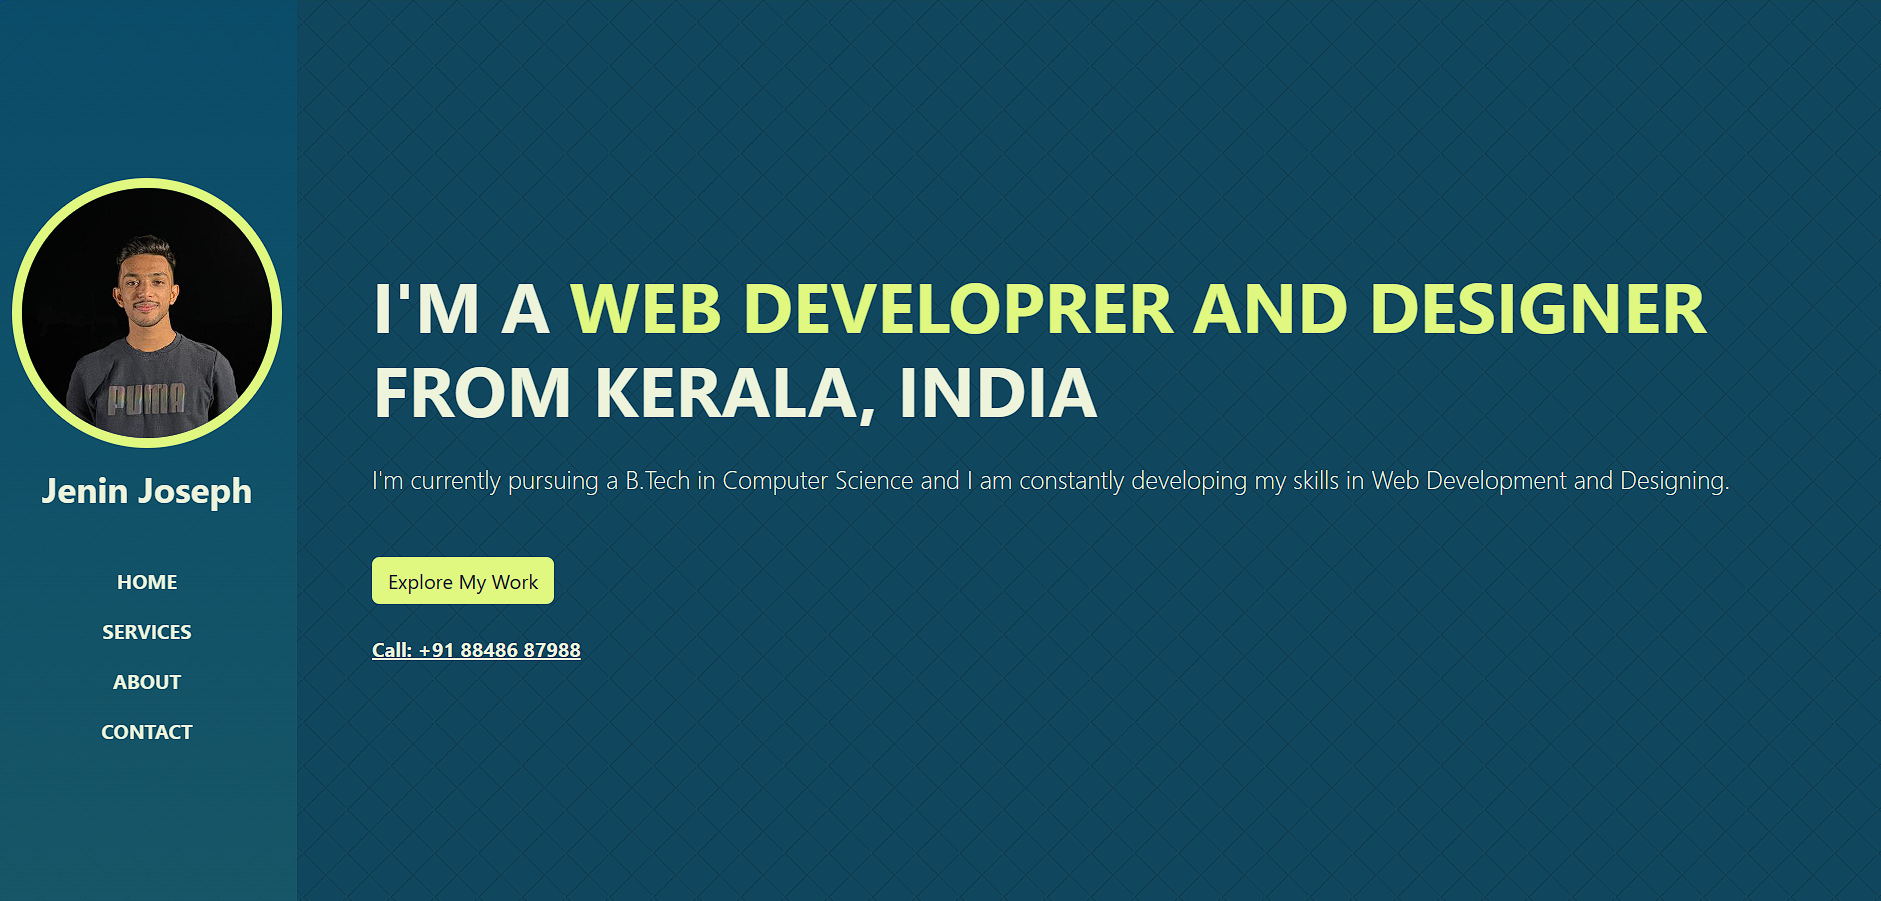 PUMA
Jenin Joseph
HOME
SERVICES
ABOUT
CONTACT
I'M A WEB DEVELOPRER AND DESIGNER
FROM KERALA, INDIA
I'm currently pursuing a B.Tech in Computer Science and I am constantly developing my skills in Web Development and Designing.
Explore My Work
Call: +91 88486 87988